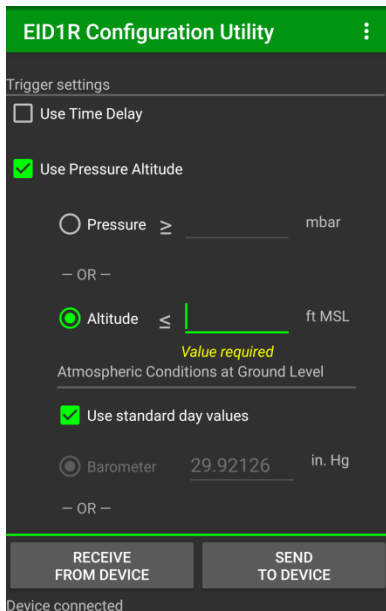 EID1R Configuration Utility
Trigger settings
Use Time Delay
Use Pressure Altitude
Pressure ≥ mbar
— OR —
Altitude ≤ ft MSL
Value required
Atmospheric Conditions at Ground Level
Use standard day values
Barometer 29.92126 in. Hg
— OR —
RECEIVE SEND
FROM DEVICE TO DEVICE
Device connected